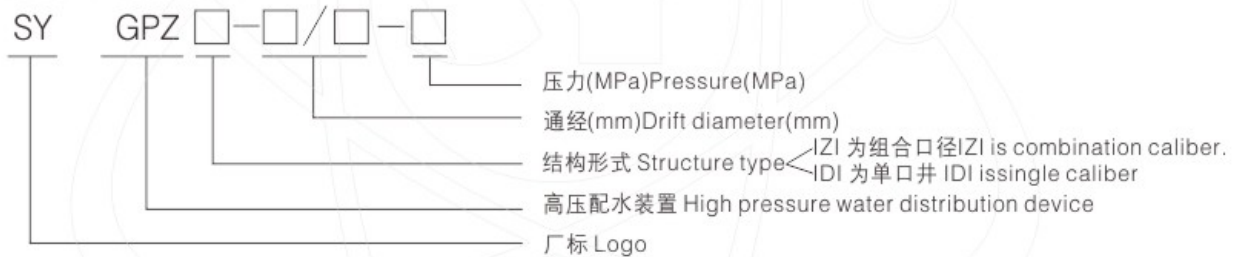 SY GPZ□-□/□-□
压力(MPa)Pressure(MPa)
通经(mm)Drift diameter(mm)
结构形式 Structure type
IZI 为组合口径IZI is combination caliber.
IDI 为单口井 IDI issingle caliber
高压配水装置 High pressure water distribution device
厂标 Logo